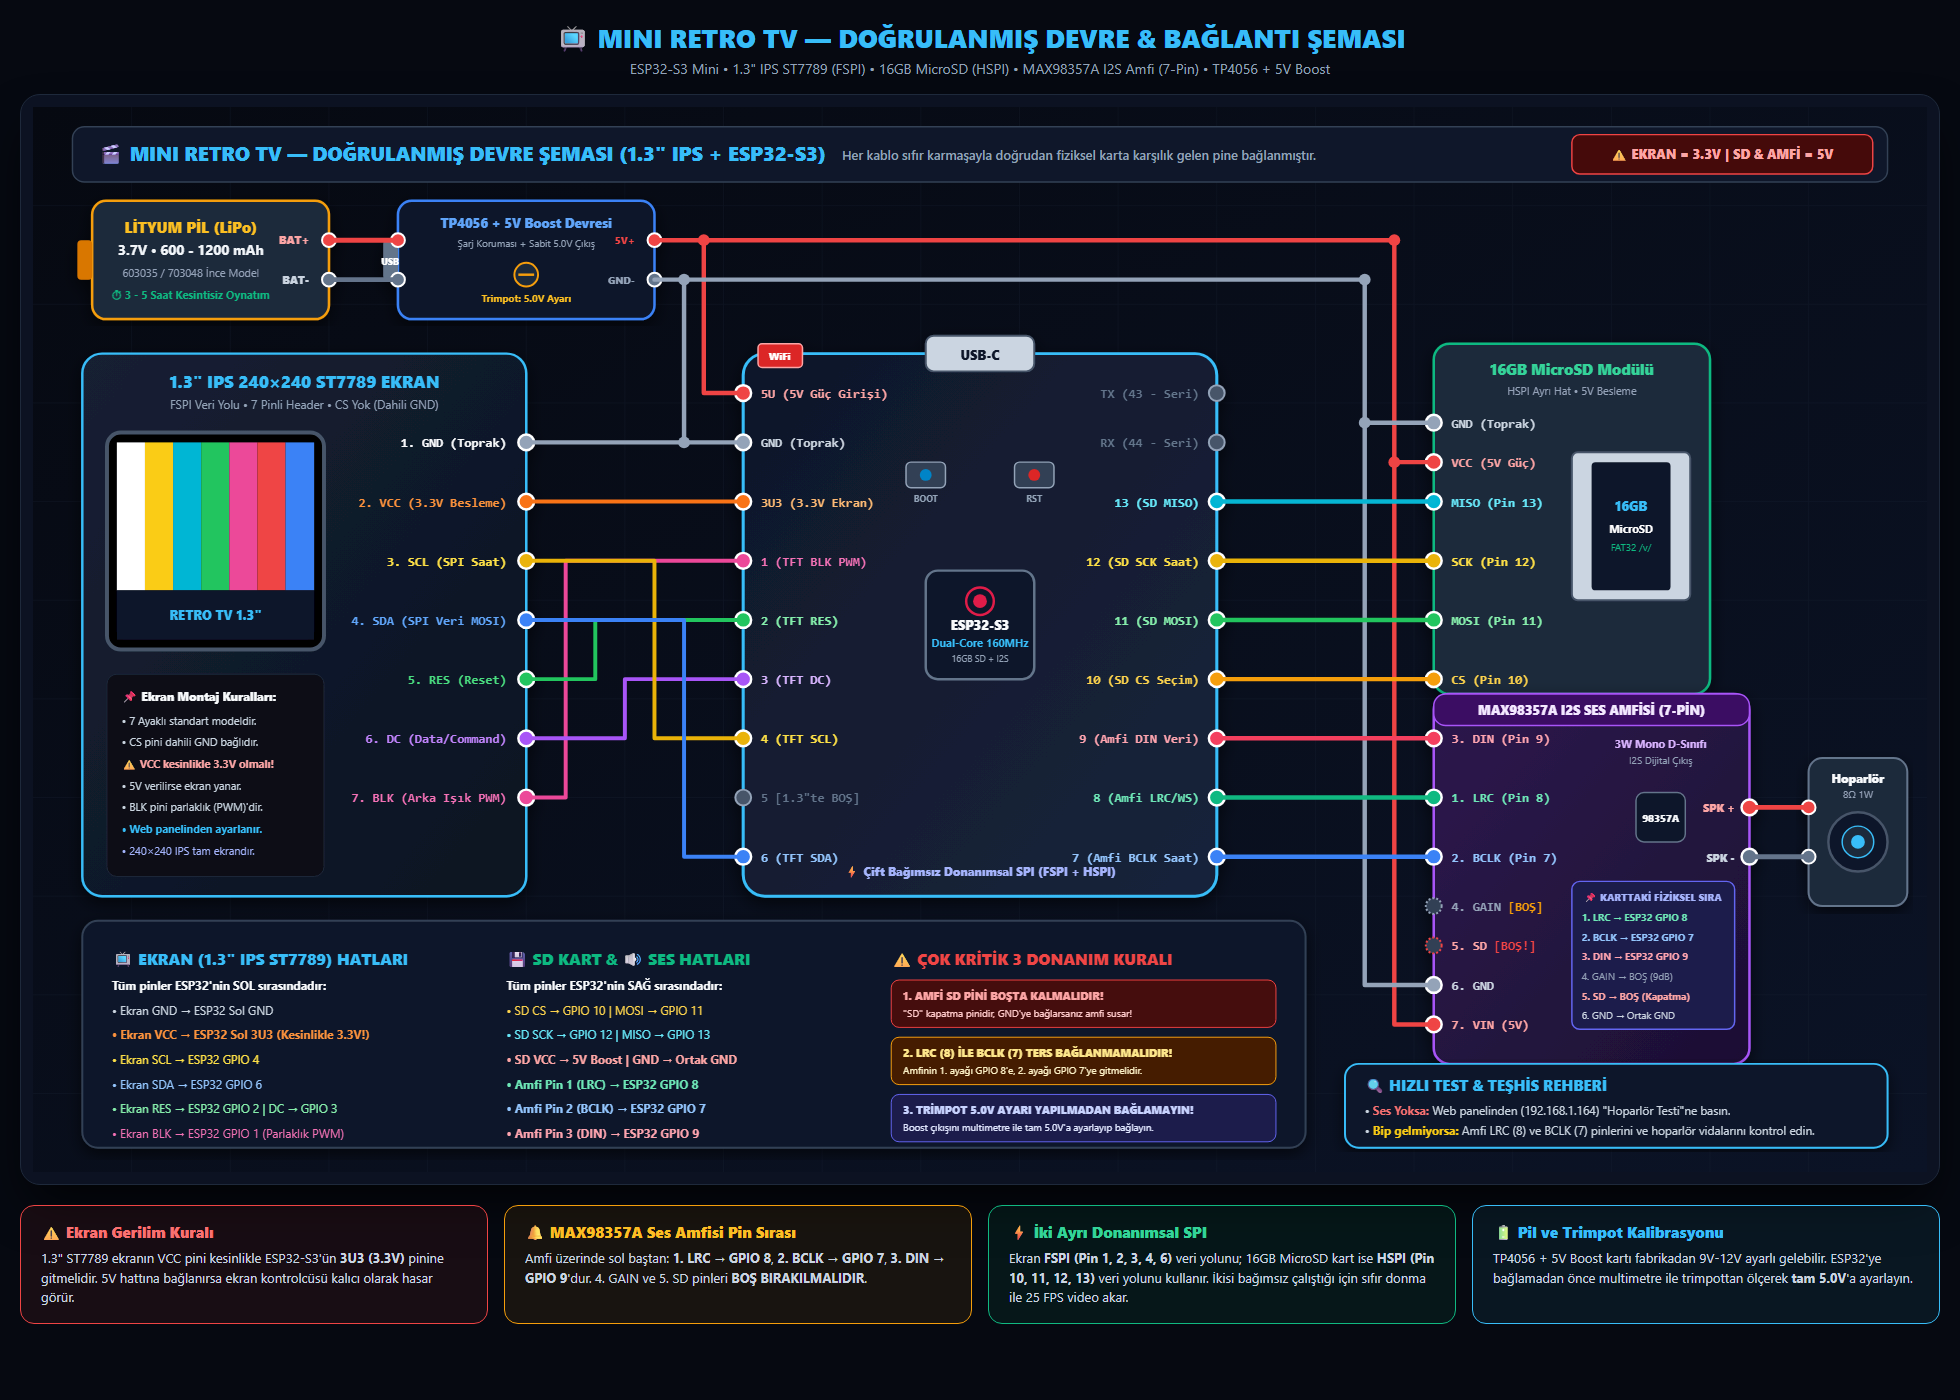 📺 MINI RETRO TV — DOĞRULANMIŞ DEVRE & BAĞLANTI ŞEMASI
ESP32-S3 Mini • 1.3" IPS ST7789 (FSPI) • 16GB MicroSD (HSPI) • MAX98357A I2S Amfi (7-Pin) • TP4056 + 5V Boost
🎬 MINI RETRO TV — DOĞRULANMIŞ DEVRE ŞEMASI (1.3" IPS + ESP32-S3)
Her kablo sıfır karmaşayla doğrudan fiziksel karta karşılık gelen pine bağlanmıştır.
⚠️ EKRAN = 3.3V | SD & AMFİ = 5V
LİTYUM PİL (LiPo)
3.7V • 600 - 1200 mAh
603035 / 703048 İnce Model
⏱ 3 - 5 Saat Kesintisiz Oynatım
BAT+
BAT-
USB
TP4056 + 5V Boost Devresi
Şarj Koruması + Sabit 5.0V Çıkış
Trimpot: 5.0V Ayarı
5V+
GND-
1.3" IPS 240×240 ST7789 EKRAN
FSPI Veri Yolu • 7 Pinli Header • CS Yok (Dahili GND)
RETRO TV 1.3"
1. GND (Toprak)
2. VCC (3.3V Besleme)
3. SCL (SPI Saat)
4. SDA (SPI Veri MOSI)
5. RES (Reset)
6. DC (Data/Command)
7. BLK (Arka Işık PWM)
📌 Ekran Montaj Kuralları:
• 7 Ayaklı standart modeldir.
• CS pini dahili GND bağlıdır.
⚠️ VCC kesinlikle 3.3V olmalı!
• 5V verilirse ekran yanar.
• BLK pini parlaklık (PWM)'dir.
• Web panelinden ayarlanır.
• 240×240 IPS tam ekrandır.
WiFi
USB-C
5U (5V Güç Girişi)
GND (Toprak)
3U3 (3.3V Ekran)
1 (TFT BLK PWM)
2 (TFT RES)
3 (TFT DC)
4 (TFT SCL)
5 [1.3"te BOŞ]
6 (TFT SDA)
BOOT
RST
ESP32-S3
Dual-Core 160MHz
16GB SD + I2S
TX (43 - Seri)
RX (44 - Seri)
13 (SD MISO)
12 (SD SCK Saat)
11 (SD MOSI)
10 (SD CS Seçim)
9 (Amfi DIN Veri)
8 (Amfi LRC/WS)
7 (Amfi BCLK Saat)
⚡ Çift Bağımsız Donanımsal SPI (FSPI + HSPI)
16GB MicroSD Modülü
HSPI Ayrı Hat • 5V Besleme
GND (Toprak)
VCC (5V Güç)
MISO (Pin 13)
SCK (Pin 12)
MOSI (Pin 11)
CS (Pin 10)
16GB
MicroSD
FAT32 /v/
MAX98357A I2S SES AMFİSİ (7-PİN)
3W Mono D-Sınıfı
I2S Dijital Çıkış
3. DIN (Pin 9)
1. LRC (Pin 8)
2. BCLK (Pin 7)
4. GAIN [BOŞ]
5. SD [BOŞ!]
6. GND
7. VIN (5V)
98357A
SPK +
SPK -
📌 KARTTAKİ FİZİKSEL SIRA
1. LRC → ESP32 GPIO 8
2. BCLK → ESP32 GPIO 7
3. DIN → ESP32 GPIO 9
4. GAIN → BOŞ (9dB)
5. SD → BOŞ (Kapatma)
6. GND → Ortak GND
Hoparlör
8Ω 1W
📺 EKRAN (1.3" IPS ST7789) HATLARI
Tüm pinler ESP32'nin SOL sırasındadır:
• Ekran GND → ESP32 Sol GND
• Ekran VCC → ESP32 Sol 3U3 (Kesinlikle 3.3V!)
• Ekran SCL → ESP32 GPIO 4
• Ekran SDA → ESP32 GPIO 6
• Ekran RES → ESP32 GPIO 2 | DC → GPIO 3
• Ekran BLK → ESP32 GPIO 1 (Parlaklık PWM)
💾 SD KART & 🔊 SES HATLARI
Tüm pinler ESP32'nin SAĞ sırasındadır:
• SD CS → GPIO 10 | MOSI → GPIO 11
• SD SCK → GPIO 12 | MISO → GPIO 13
• SD VCC → 5V Boost | GND → Ortak GND
• Amfi Pin 1 (LRC) → ESP32 GPIO 8
• Amfi Pin 2 (BCLK) → ESP32 GPIO 7
• Amfi Pin 3 (DIN) → ESP32 GPIO 9
⚠️ ÇOK KRİTİK 3 DONANIM KURALI
1. AMFİ SD PİNİ BOŞTA KALMALIDIR!
"SD" kapatma pinidir, GND'ye bağlarsanız amfi susar!
2. LRC (8) İLE BCLK (7) TERS BAĞLANMAMALIDIR!
Amfinin 1. ayağı GPIO 8'e, 2. ayağı GPIO 7'ye gitmelidir.
3. TRİMPOT 5.0V AYARI YAPILMADAN BAĞLAMAYIN!
Boost çıkışını multimetre ile tam 5.0V'a ayarlayıp bağlayın.
🔍 HIZLI TEST & TEŞHİS REHBERİ
• Ses Yoksa: Web panelinden (192.168.1.164) "Hoparlör Testi"ne basın.
• Bip gelmiyorsa: Amfi LRC (8) ve BCLK (7) pinlerini ve hoparlör vidalarını kontrol edin.
⚠️ Ekran Gerilim Kuralı
1.3" ST7789 ekranın VCC pini kesinlikle ESP32-S3'ün 3U3 (3.3V) pinine
gitmelidir. 5V hattına bağlanırsa ekran kontrolcüsü kalıcı olarak hasar
görür.
🔔 MAX98357A Ses Amfisi Pin Sırası
Amfi üzerinde sol baştan: 1. LRC → GPIO 8, 2. BCLK → GPIO 7, 3. DIN →
GPIO 9'dur. 4. GAIN ve 5. SD pinleri BOŞ BIRAKILMALIDIR.
⚡ İki Ayrı Donanımsal SPI
Ekran FSPI (Pin 1, 2, 3, 4, 6) veri yolunu; 16GB MicroSD kart ise HSPI (Pin
10, 11, 12, 13) veri yolunu kullanır. İkisi bağımsız çalıştığı için sıfır donma
ile 25 FPS video akar.
🔋 Pil ve Trimpot Kalibrasyonu
TP4056 + 5V Boost kartı fabrikadan 9V-12V ayarlı gelebilir. ESP32'ye
bağlamadan önce multimetre ile trimpottan ölçerek tam 5.0V'a ayarlayın.